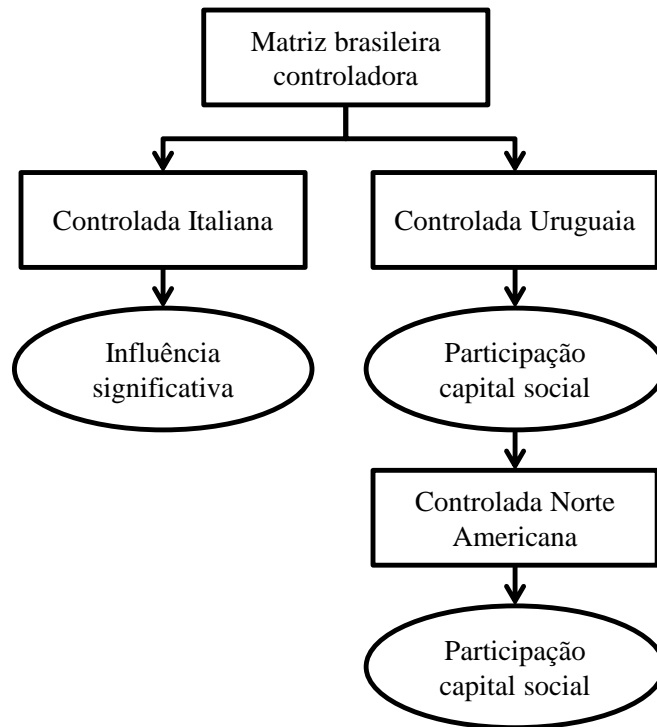 Matriz brasileira
controladora
Controlada Italiana
Controlada Uruguaia
Influência
significativa
Participação
capital social
Controlada Norte
Americana
Participação
capital social